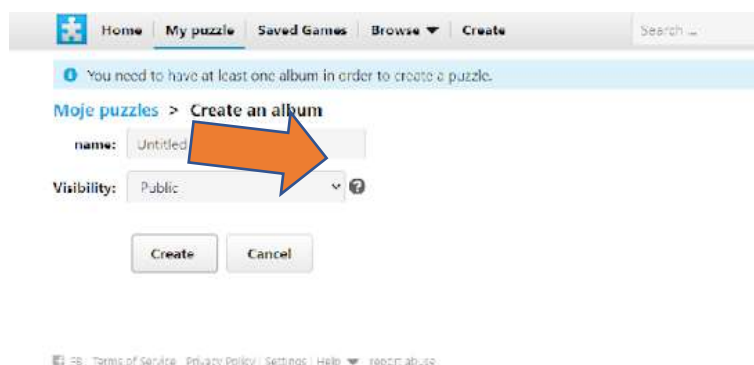 Home My puzzle Saved Games Browse Create Search ...
You need to have at least one album in order to create a puzzle.
Moje puzzles > Create an album
name: Untitled
Visibility: Public
Create Cancel
FB Terms of Service Privacy Policy | Settings | Help report abuse